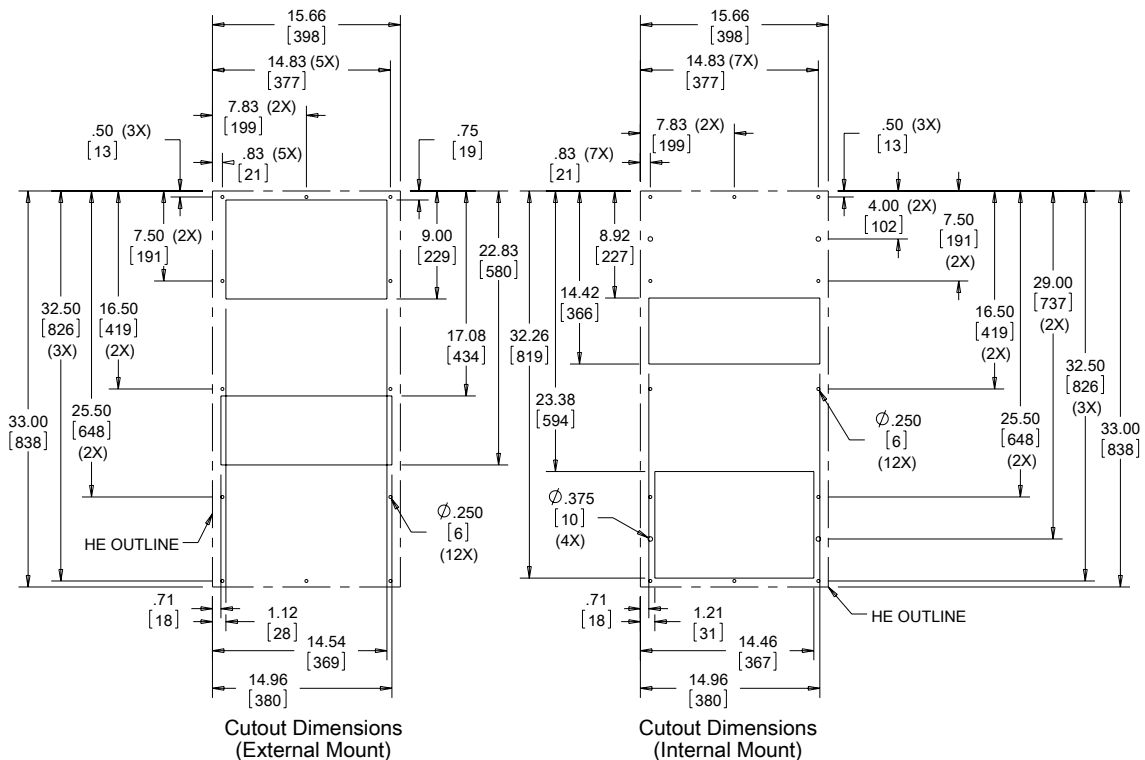 15.66
[398]
14.83 (5X)
[377]
7.83 (2X)
[199]
.50 (3X)
[13]
.83 (5X)
[21]
.75
[19]
7.50 (2X)
[191]
9.00
[229]
22.83
[580]
32.50
[826]
(3X)
16.50
[419]
(2X)
17.08
[434]
33.00
[838]
25.50
[648]
(2X)
Ø.250
[6]
(12X)
HE OUTLINE
.71
[18]
1.12
[28]
14.54
[369]
14.96
[380]
Cutout Dimensions
(External Mount)
15.66
[398]
14.83 (7X)
[377]
7.83 (2X)
[199]
.83 (7X)
[21]
.50 (3X)
[13]
4.00 (2X)
[102]
7.50
[191]
(2X)
8.92
[227]
14.42
[366]
32.26
[819]
29.00
[737]
(2X)
16.50
[419]
(2X)
32.50
[826]
(3X)
23.38
[594]
Ø.250
[6]
(12X)
25.50
[648]
(2X)
33.00
[838]
Ø.375
[10]
(4X)
.71
[18]
1.21
[31]
HE OUTLINE
14.46
[367]
14.96
[380]
Cutout Dimensions
(Internal Mount)